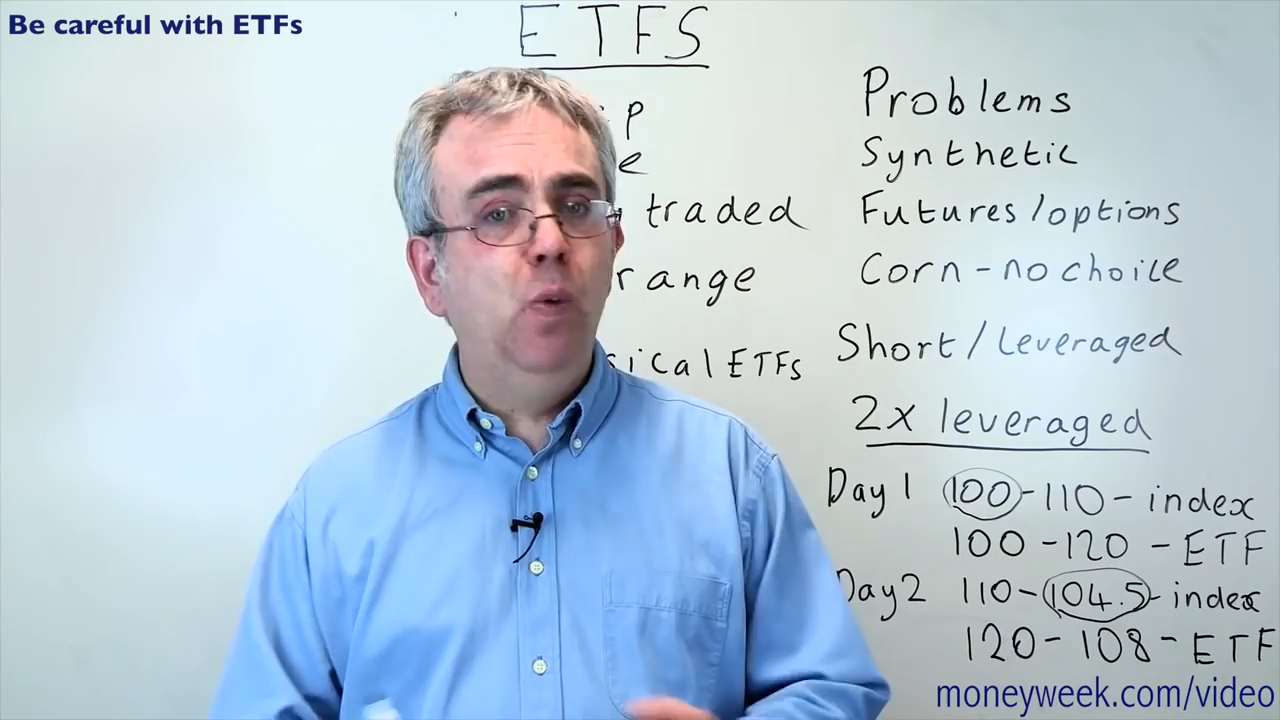 Be careful with ETFs
ETFS
traded
range
ETFs
Problems
Synthetic
Futures/options
Corn - no choice
Short/Leveraged
2x leveraged
Day 1 100 - 110 - index
100 - 120 - ETF
Day 2 110 - 104.5 - index
120 - 108 - ETF
moneyweek.com/video